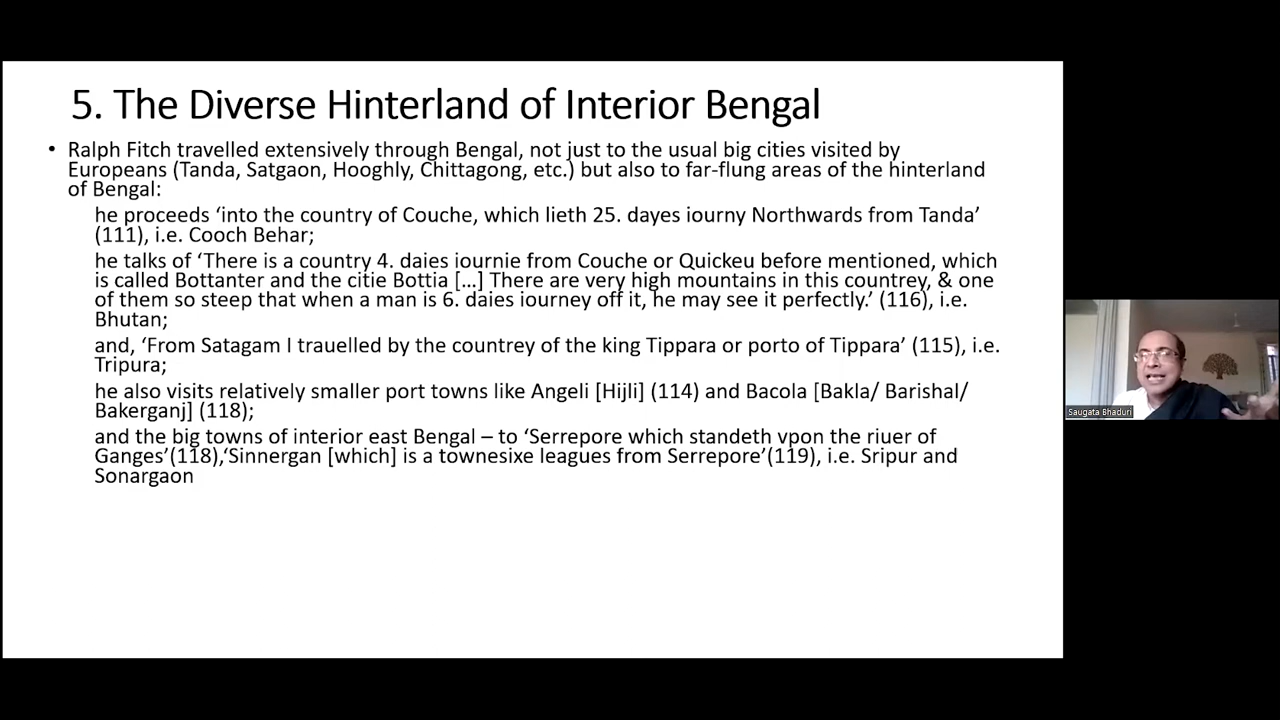 5. The Diverse Hinterland of Interior Bengal
• Ralph Fitch travelled extensively through Bengal, not just to the usual big cities visited by
Europeans (Tanda, Satgaon, Hooghly, Chittagong, etc.) but also to far-flung areas of the hinterland
of Bengal:
he proceeds ‘into the country of Couche, which lieth 25. dayes iourny Northwards from Tanda’
(111), i.e. Cooch Behar;
he talks of ‘There is a country 4. daies iournie from Couche or Quickeu before mentioned, which
is called Bottanter and the citie Bottia [...] There are very high mountains in this countrey, & one
of them so steep that when a man is 6. daies iourney off it, he may see it perfectly.’ (116), i.e.
Bhutan;
and, ‘From Satagam I trauelled by the countrey of the king Tippara or porto of Tippara’ (115), i.e.
Tripura;
he also visits relatively smaller port towns like Angeli [Hijli] (114) and Bacola [Bakla/ Barishal/
Bakerganj] (118);
and the big towns of interior east Bengal – to ‘Serrepore which standeth vpon the riuer of
Ganges’(118),‘Sinnergan [which] is a townesixe leagues from Serrepore’(119), i.e. Sripur and
Sonargaon
Saugata Bhaduri